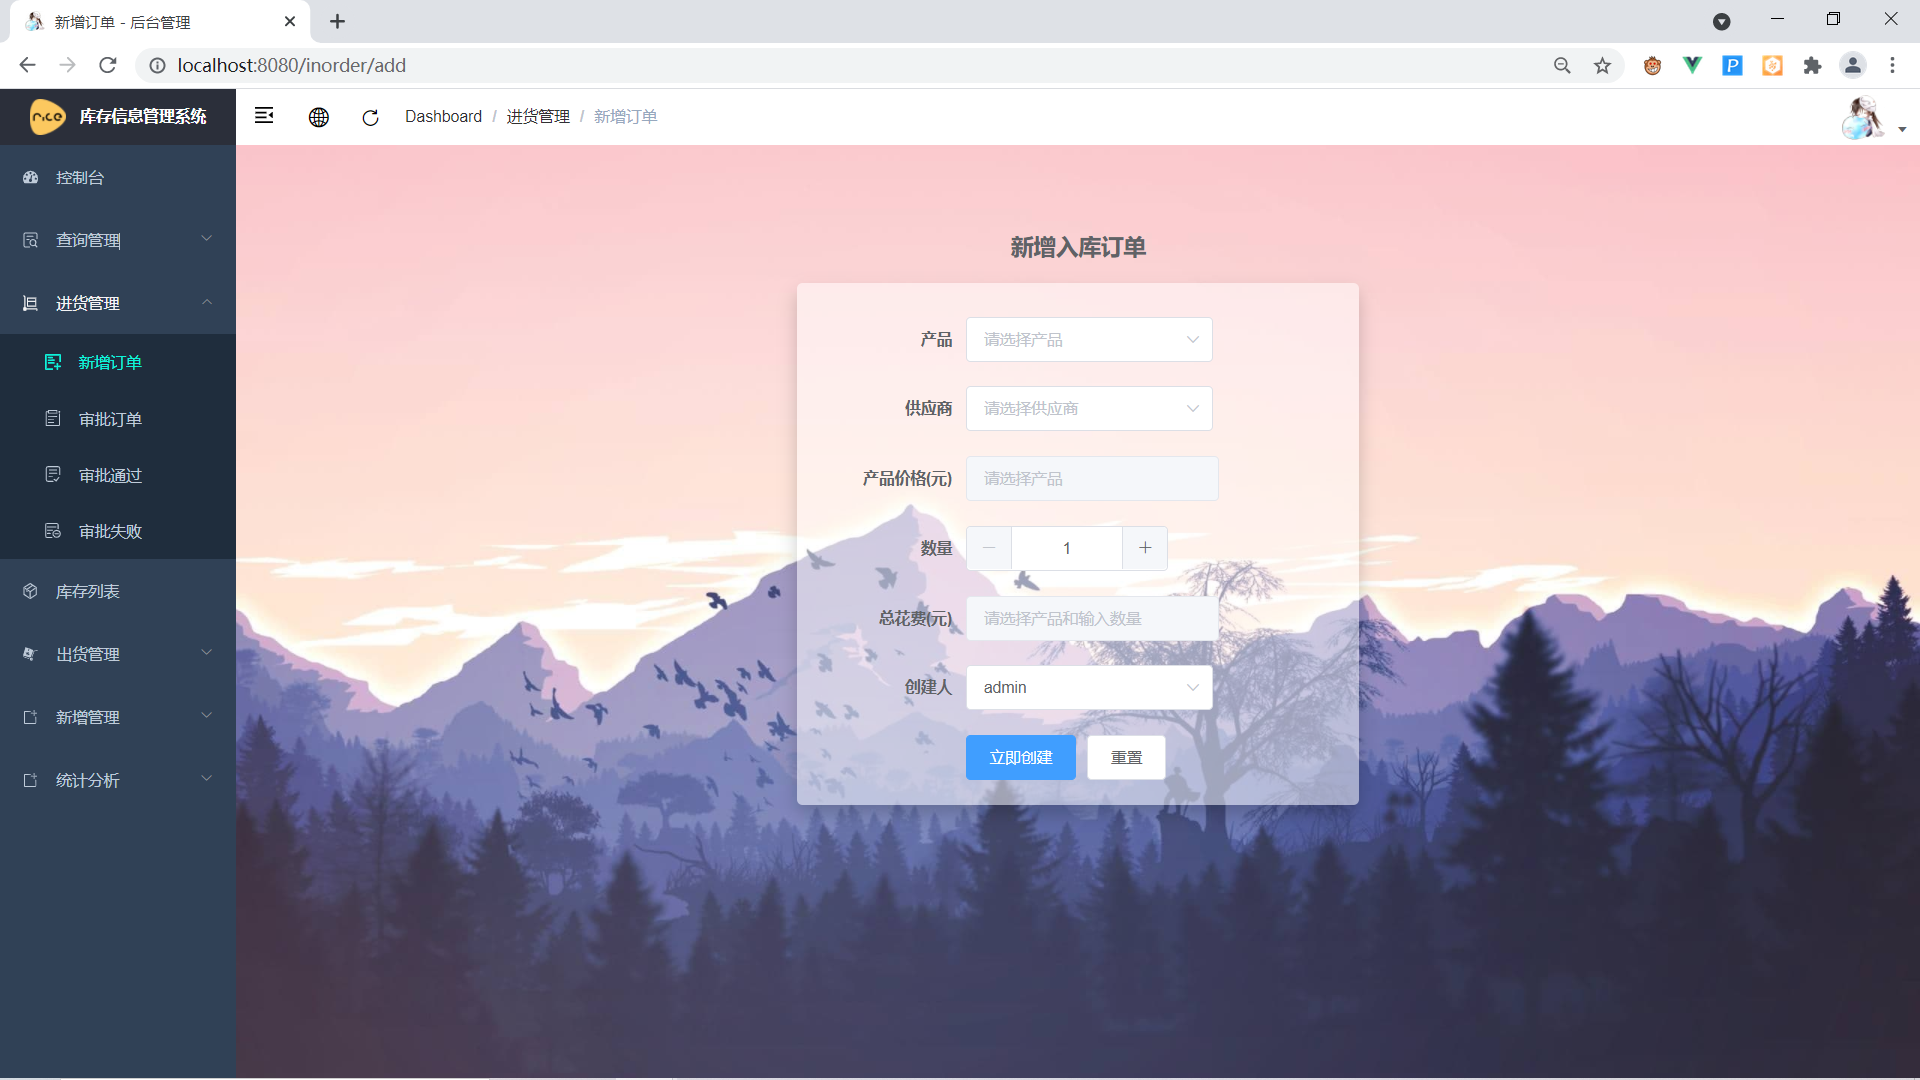 新增订单 - 后台管理
localhost:8080/inorder/add
nice 库存信息管理系统
Dashboard / 进货管理 / 新增订单
控制台
查询管理
进货管理
新增订单
审批订单
审批通过
审批失败
库存列表
出货管理
新增管理
统计分析
新增入库订单
产品 请选择产品
供应商 请选择供应商
产品价格(元) 请选择产品
数量 1
总花费(元) 请选择产品和输入数量
创建人 admin
立即创建 重置